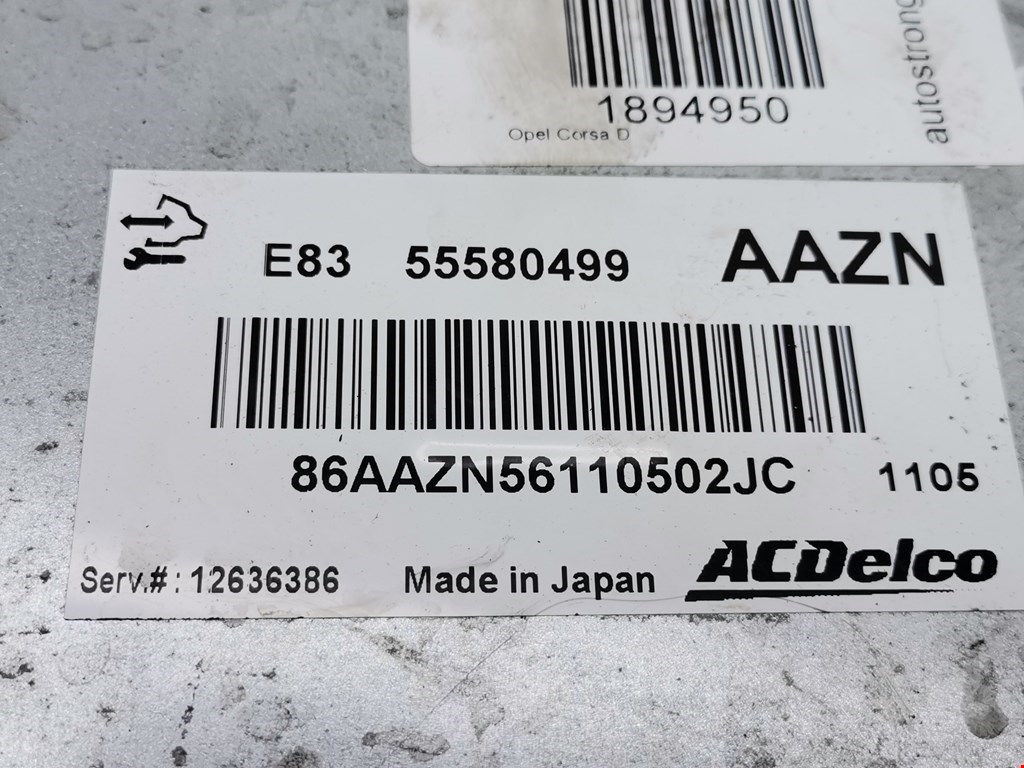 1894950
Opel Corsa D
autostrong
E83 55580499 AAZN
86AAZN56110502JC 1105
Serv.#: 12636386 Made in Japan ACDelco